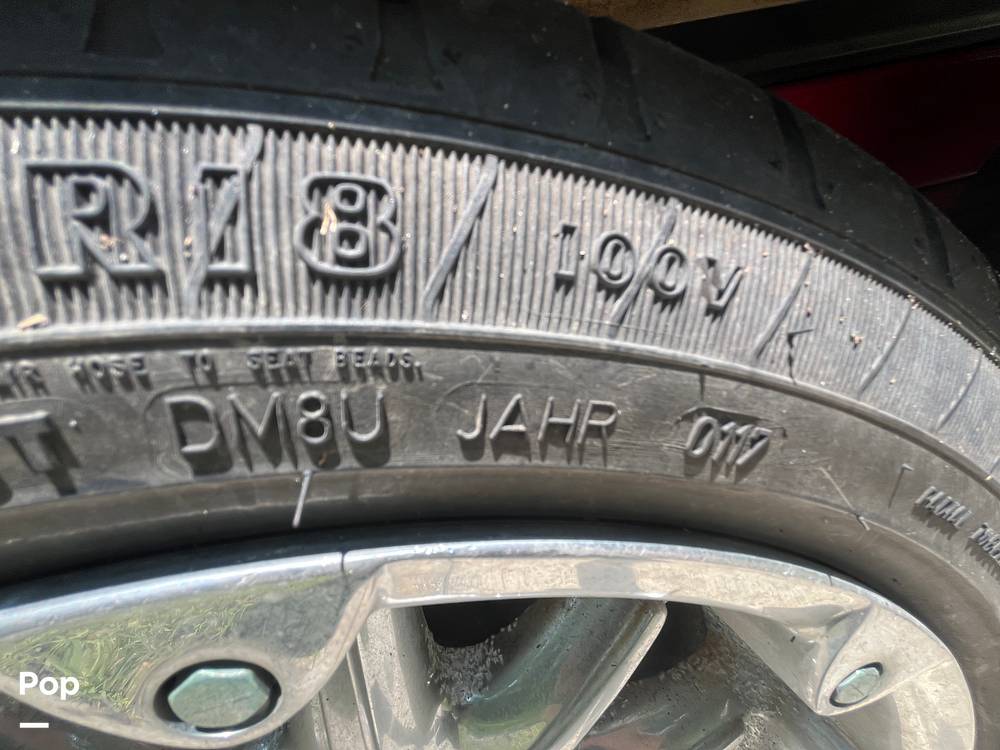 R18 100V
HOSE TO SEAT BEADS.
DM8U JAHR 0117
Pop